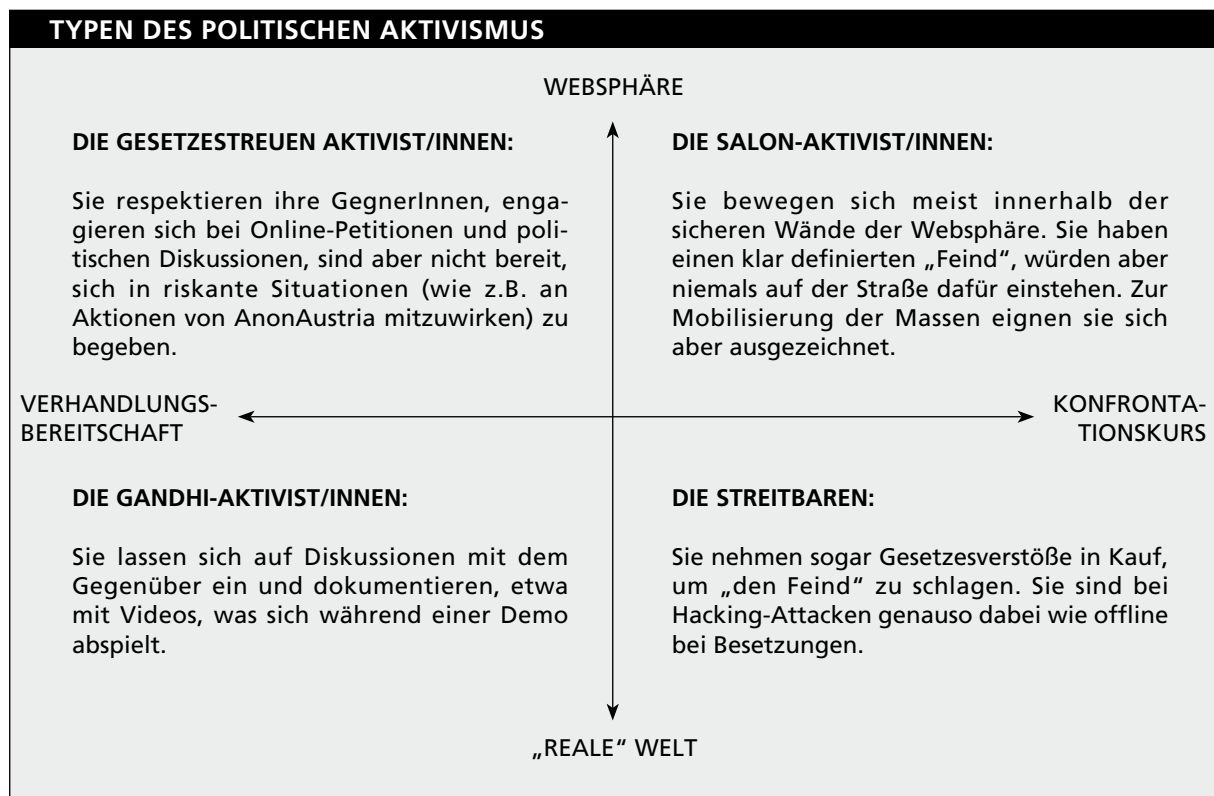 TYPEN DES POLITISCHEN AKTIVISMUS
WEBSPHÄRE
DIE GESETZESTREUEN AKTIVIST/INNEN:
Sie respektieren ihre GegnerInnen, enga-
gieren sich bei Online-Petitionen und poli-
tischen Diskussionen, sind aber nicht bereit,
sich in riskante Situationen (wie z.B. an
Aktionen von AnonAustria mitzuwirken) zu
begeben.
DIE SALON-AKTIVIST/INNEN:
Sie bewegen sich meist innerhalb der
sicheren Wände der Websphäre. Sie haben
einen klar definierten „Feind“, würden aber
niemals auf der Straße dafür einstehen. Zur
Mobilisierung der Massen eignen sie sich
aber ausgezeichnet.
VERHANDLUNGS-
BEREITSCHAFT
KONFRONTA-
TIONSKURS
DIE GANDHI-AKTIVIST/INNEN:
Sie lassen sich auf Diskussionen mit dem
Gegenüber ein und dokumentieren, etwa
mit Videos, was sich während einer Demo
abspielt.
DIE STREITBAREN:
Sie nehmen sogar Gesetzesverstöße in Kauf,
um „den Feind“ zu schlagen. Sie sind bei
Hacking-Attacken genauso dabei wie offline
bei Besetzungen.
„REALE“ WELT